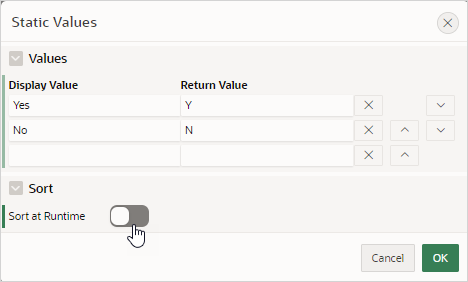 Static Values
Values
Display Value Return Value
Yes Y
No N
Sort
Sort at Runtime
Cancel OK